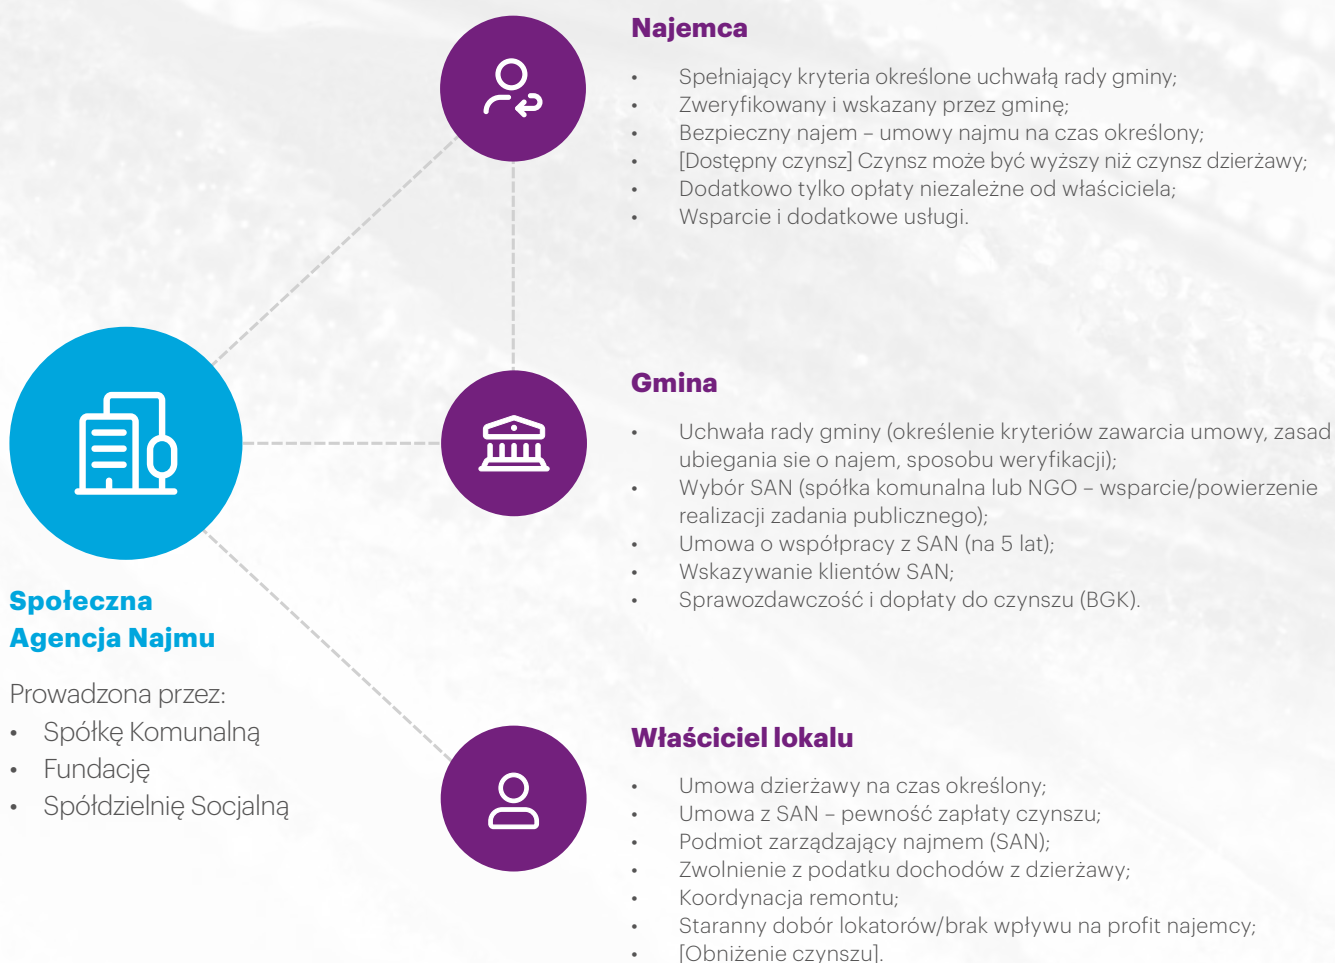 Najemca
• Spełniający kryteria określone uchwałą rady gminy;
• Zweryfikowany i wskazany przez gminę;
• Bezpieczny najem – umowy najmu na czas określony;
• [Dostępny czynsz] Czynsz może być wyższy niż czynsz dzierżawy;
• Dodatkowo tylko opłaty niezależne od właściciela;
• Wsparcie i dodatkowe usługi.
Gmina
• Uchwała rady gminy (określenie kryteriów zawarcia umowy, zasad
ubiegania sie o najem, sposobu weryfikacji);
• Wybór SAN (spółka komunalna lub NGO – wsparcie/powierzenie
realizacji zadania publicznego);
• Umowa o współpracy z SAN (na 5 lat);
• Wskazywanie klientów SAN;
• Sprawozdawczość i dopłaty do czynszu (BGK).
Społeczna
Agencja Najmu
Prowadzona przez:
• Spółkę Komunalną
• Fundację
• Spółdzielnię Socjalną
Właściciel lokalu
• Umowa dzierżawy na czas określony;
• Umowa z SAN – pewność zapłaty czynszu;
• Podmiot zarządzający najmem (SAN);
• Zwolnienie z podatku dochodów z dzierżawy;
• Koordynacja remontu;
• Staranny dobór lokatorów/brak wpływu na profit najemcy;
• [Obniżenie czynszu].